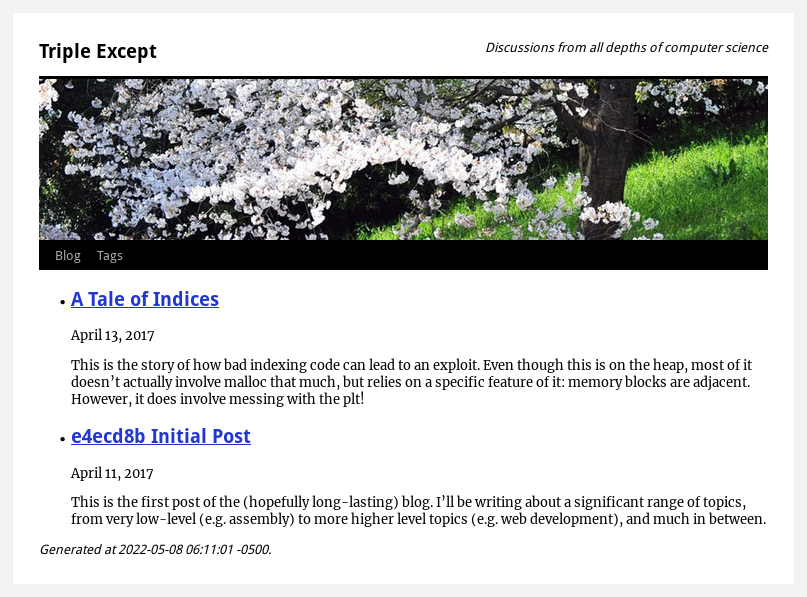 Triple Except
Discussions from all depths of computer science
Blog Tags
A Tale of Indices
April 13, 2017
This is the story of how bad indexing code can lead to an exploit. Even though this is on the heap, most of it
doesn’t actually involve malloc that much, but relies on a specific feature of it: memory blocks are adjacent.
However, it does involve messing with the plt!
e4ecd8b Initial Post
April 11, 2017
This is the first post of the (hopefully long-lasting) blog. I’ll be writing about a significant range of topics,
from very low-level (e.g. assembly) to more higher level topics (e.g. web development), and much in between.
Generated at 2022-05-08 06:11:01 -0500.